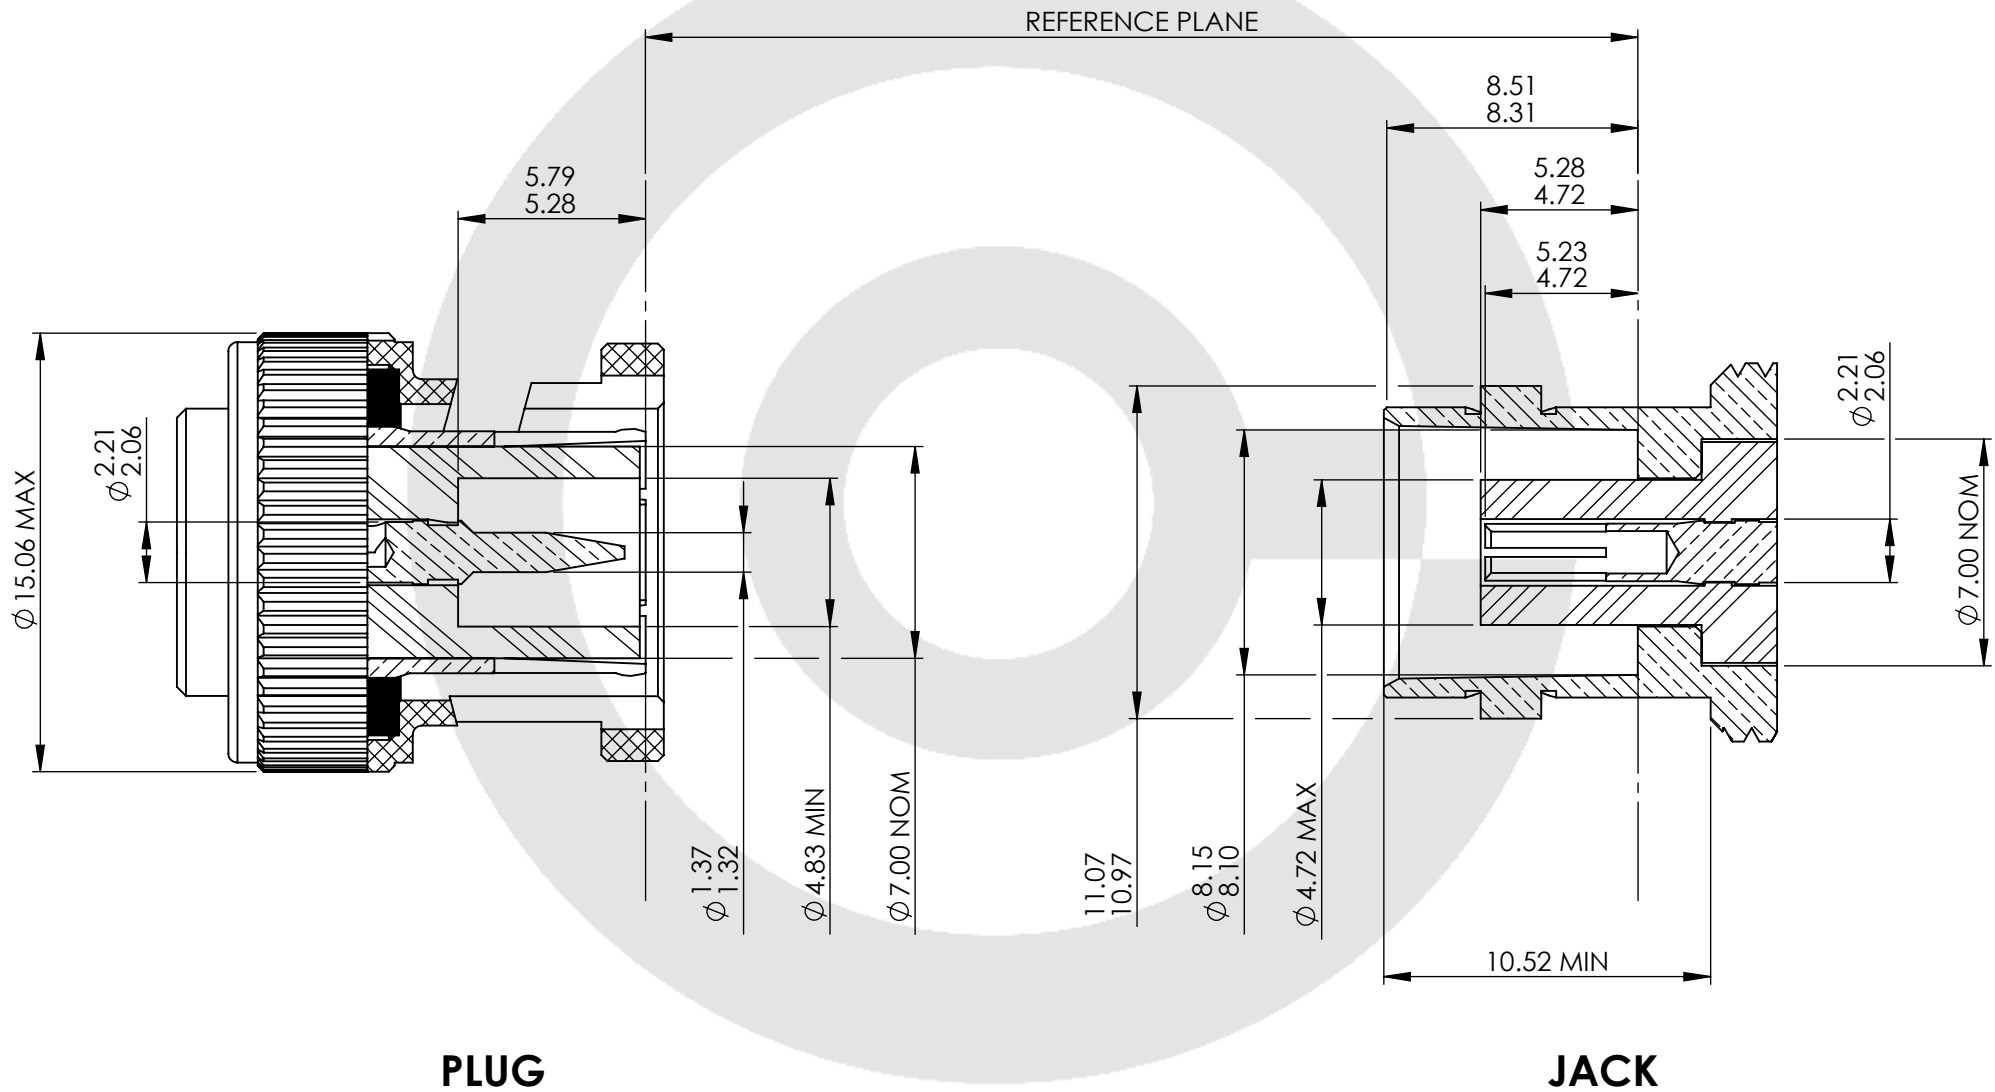 REFERENCE PLANE
8.51
8.31
5.79
5.28
5.28
4.72
5.23
4.72
⌀ 2.21
2.06
⌀ 15.06 MAX
⌀ 2.21
2.06
⌀ 7.00 NOM
⌀ 1.37
1.32
⌀ 4.83 MIN
⌀ 7.00 NOM
11.07
10.97
⌀ 8.15
8.10
⌀ 4.72 MAX
10.52 MIN
PLUG
JACK